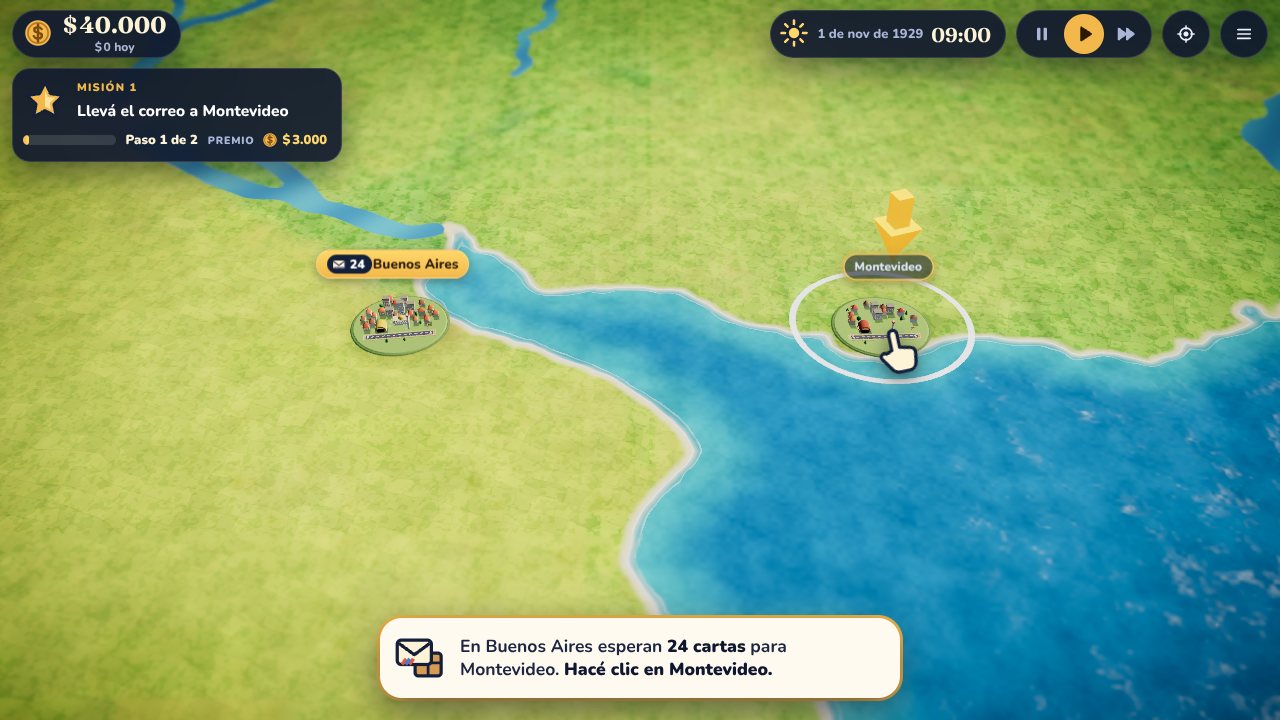 $40.000
$0 hoy
1 de nov de 1929 09:00
MISIÓN 1
Llevá el correo a Montevideo
Paso 1 de 2 PREMIO $3.000
24 Buenos Aires
Montevideo
En Buenos Aires esperan 24 cartas para
Montevideo. Hacé clic en Montevideo.